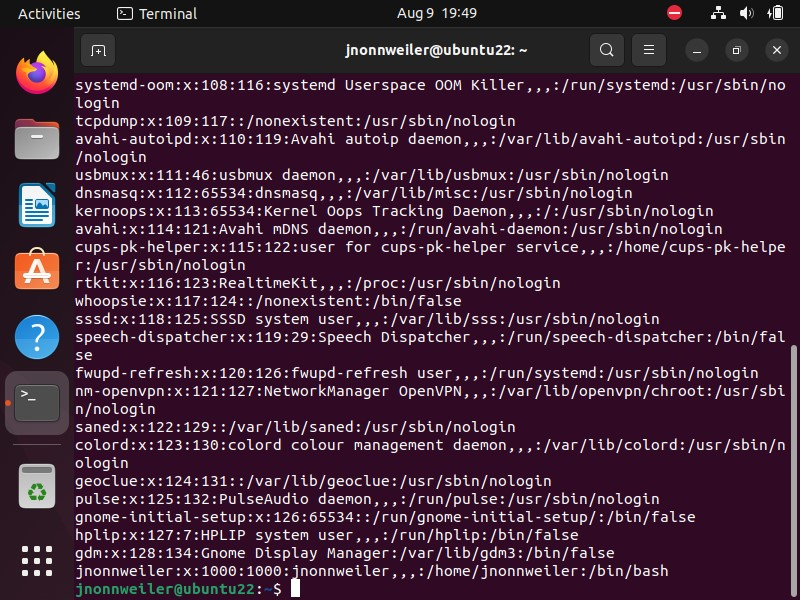 Activities
Terminal
Aug 9 19:49
jnonnweiler@ubuntu22: ~
systemd-oom:x:108:116:systemd Userspace OOM Killer,,,:/run/systemd:/usr/sbin/no
login
tcpdump:x:109:117::/nonexistent:/usr/sbin/nologin
avahi-autoipd:x:110:119:Avahi autoip daemon,,,:/var/lib/avahi-autoipd:/usr/sbin
/nologin
usbmux:x:111:46:usbmux daemon,,,:/var/lib/usbmux:/usr/sbin/nologin
dnsmasq:x:112:65534:dnsmasq,,,:/var/lib/misc:/usr/sbin/nologin
kernoops:x:113:65534:Kernel Oops Tracking Daemon,,,:/:/usr/sbin/nologin
avahi:x:114:121:Avahi mDNS daemon,,,:/run/avahi-daemon:/usr/sbin/nologin
cups-pk-helper:x:115:122:user for cups-pk-helper service,,,:/home/cups-pk-helpe
r:/usr/sbin/nologin
rtkit:x:116:123:RealtimeKit,,,:/proc:/usr/sbin/nologin
whoopsie:x:117:124::/nonexistent:/bin/false
sssd:x:118:125:SSSD system user,,,:/var/lib/sss:/usr/sbin/nologin
speech-dispatcher:x:119:29:Speech Dispatcher,,,:/run/speech-dispatcher:/bin/fal
se
fwupd-refresh:x:120:126:fwupd-refresh user,,,:/run/systemd:/usr/sbin/nologin
nm-openvpn:x:121:127:NetworkManager OpenVPN,,,:/var/lib/openvpn/chroot:/usr/sbi
n/nologin
saned:x:122:129::/var/lib/saned:/usr/sbin/nologin
colord:x:123:130:colord colour management daemon,,,:/var/lib/colord:/usr/sbin/n
ologin
geoclue:x:124:131::/var/lib/geoclue:/usr/sbin/nologin
pulse:x:125:132:PulseAudio daemon,,,:/run/pulse:/usr/sbin/nologin
gnome-initial-setup:x:126:65534::/run/gnome-initial-setup/:/bin/false
hplip:x:127:7:HPLIP system user,,,:/run/hplip:/bin/false
gdm:x:128:134:Gnome Display Manager:/var/lib/gdm3:/bin/false
jnonnweiler:x:1000:1000:jnonnweiler,,,:/home/jnonnweiler:/bin/bash
jnonnweiler@ubuntu22:~$